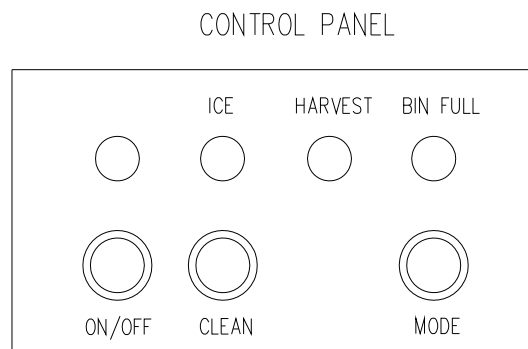 CONTROL PANEL
ICE HARVEST BIN FULL
ON/OFF CLEAN MODE